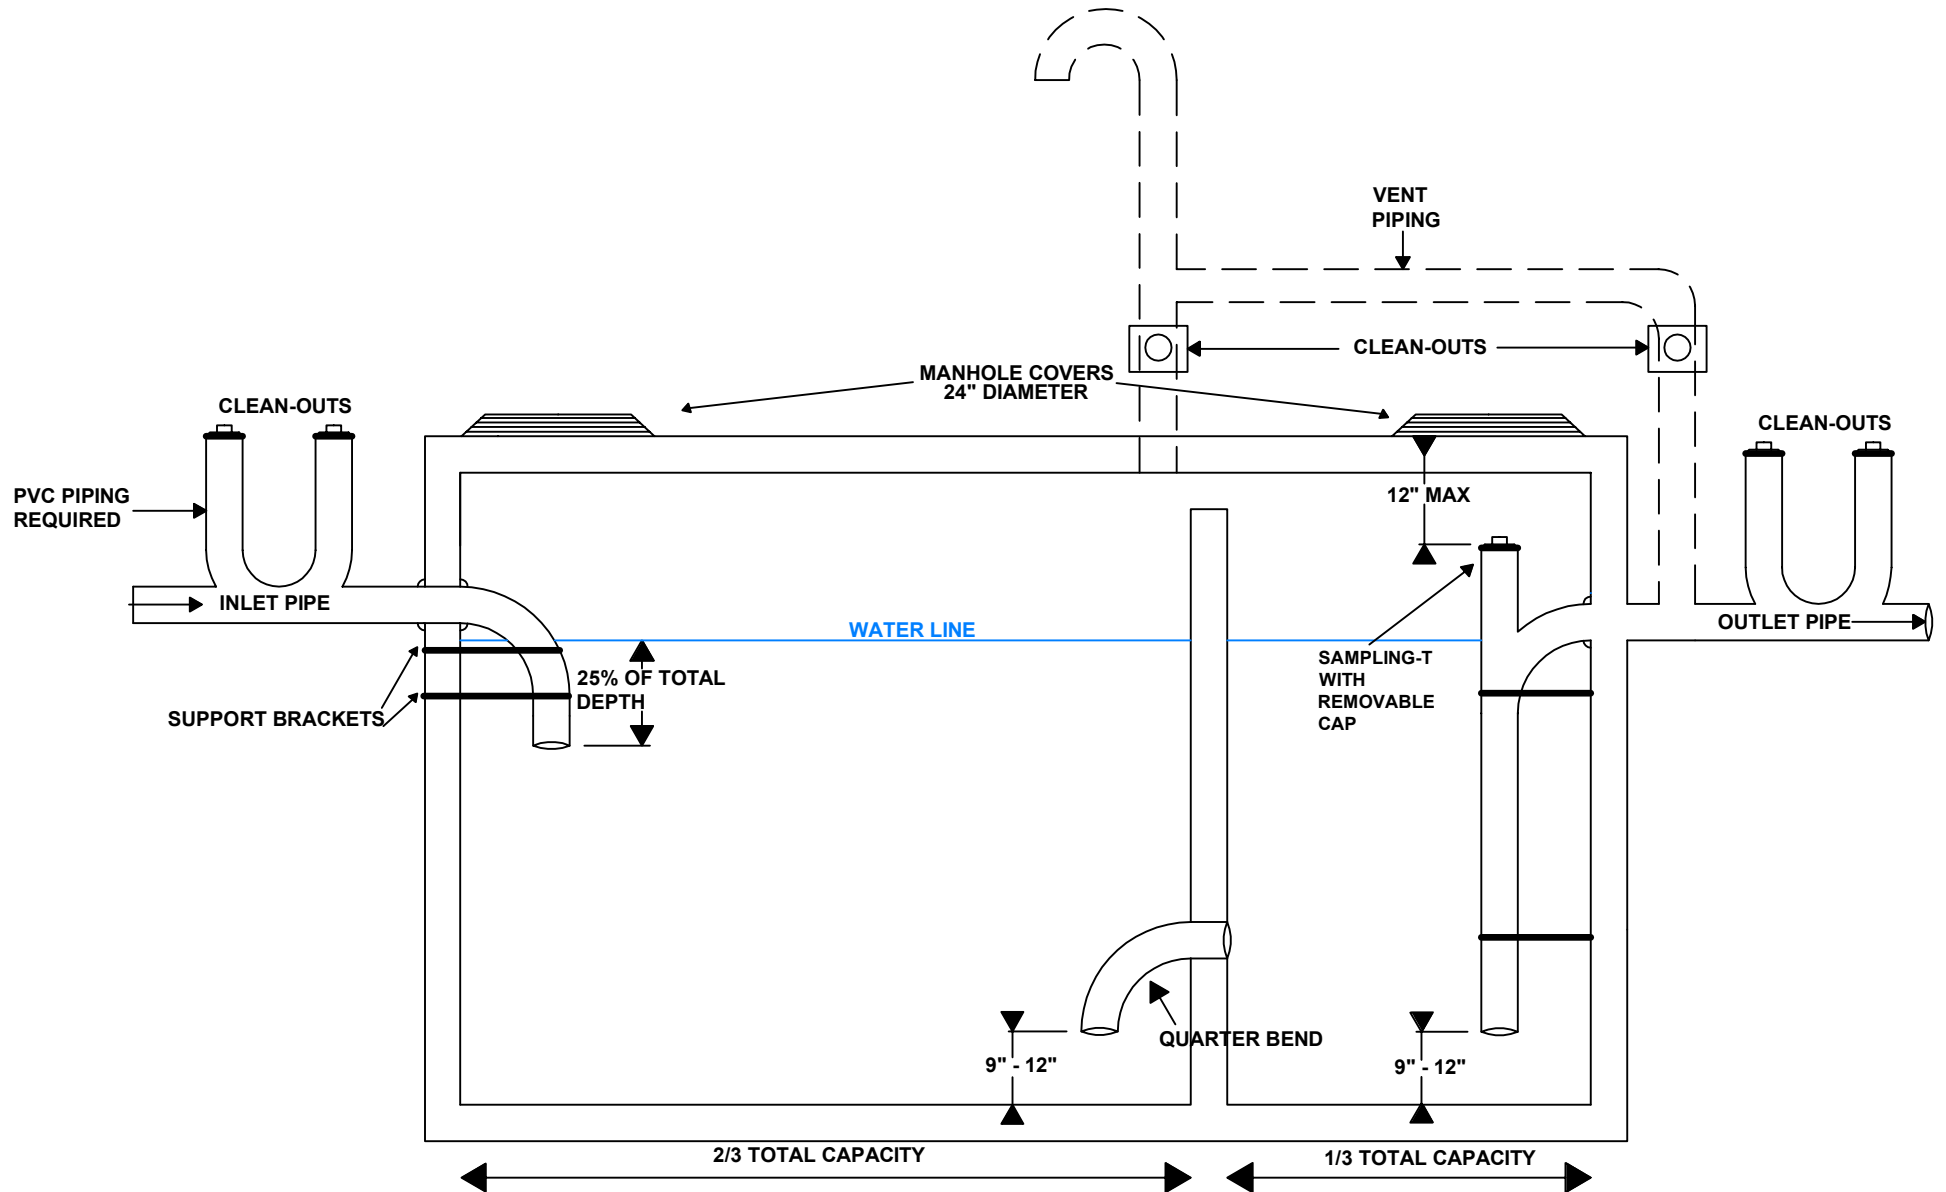 VENT
PIPING
CLEAN-OUTS
MANHOLE COVERS
24" DIAMETER
CLEAN-OUTS
CLEAN-OUTS
PVC PIPING
REQUIRED
12" MAX
INLET PIPE
WATER LINE
OUTLET PIPE
SAMPLING-T
WITH
REMOVABLE
CAP
25% OF TOTAL
DEPTH
SUPPORT BRACKETS
QUARTER BEND
9" - 12"
9" - 12"
2/3 TOTAL CAPACITY
1/3 TOTAL CAPACITY